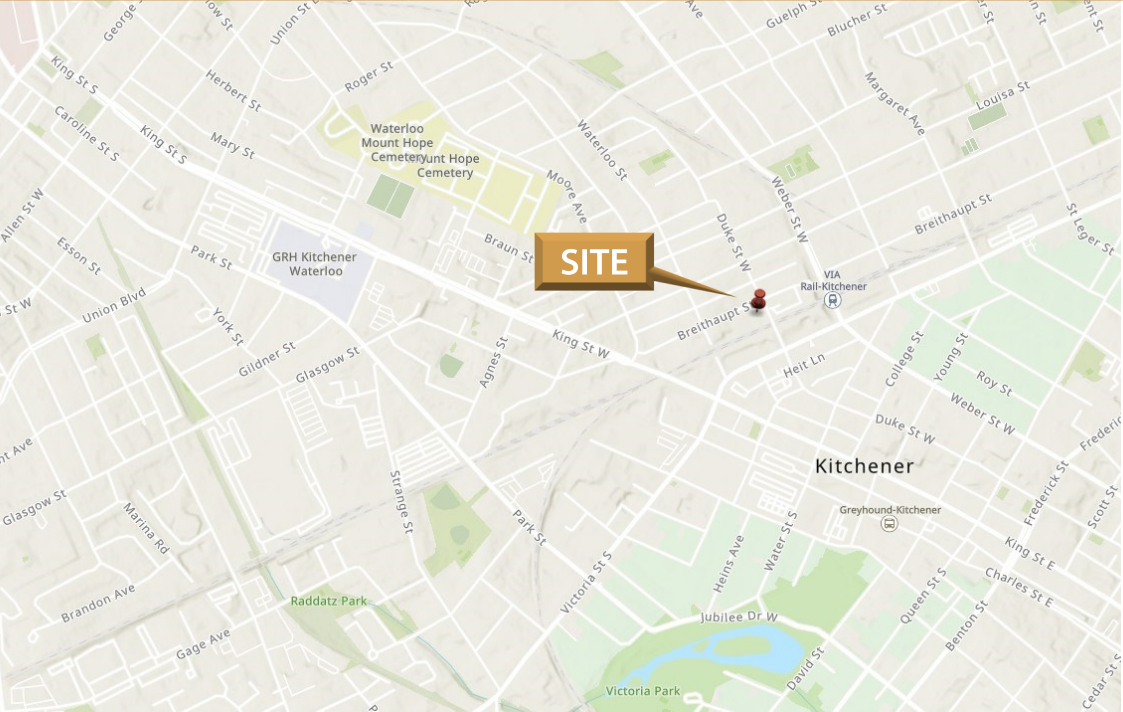 George
ow St
Union St
Guelph St
Blucher St
Ave
King St S
Herbert St
Roger St
Margaret Ave
Louisa St
Caroline St S
King St S
Mary St
Waterloo
Mount Hope
Cemetery
unt Hope
Cemetery
Waterloo St
Moore Ave
Weber St W
Breithaupt St
St Leger St
Allen St W
Esson St
Park St
GRH Kitchener
Waterloo
Braun St
SITE
Duke St W
VIA
Rail-Kitchener
Union Blvd
St W
York St
Gildner St
Glasgow St
Agnes St
King St W
Breithaupt S
Heit Ln
College St
Young St
Roy St
Weber St W
Duke St W
Frederic
Kitchener
nt Ave
Glasgow St
Marina Rd
Strange St
Park St
Greyhound-Kitchener
Frederick St
Scott St
Water St S
Heins Ave
Victoria St S
King St E
Charles St E
Queen St S
Benton St
Brandon Ave
Raddatz Park
Gage Ave
Jubilee Dr W
David St
Victoria Park
Cedar St S